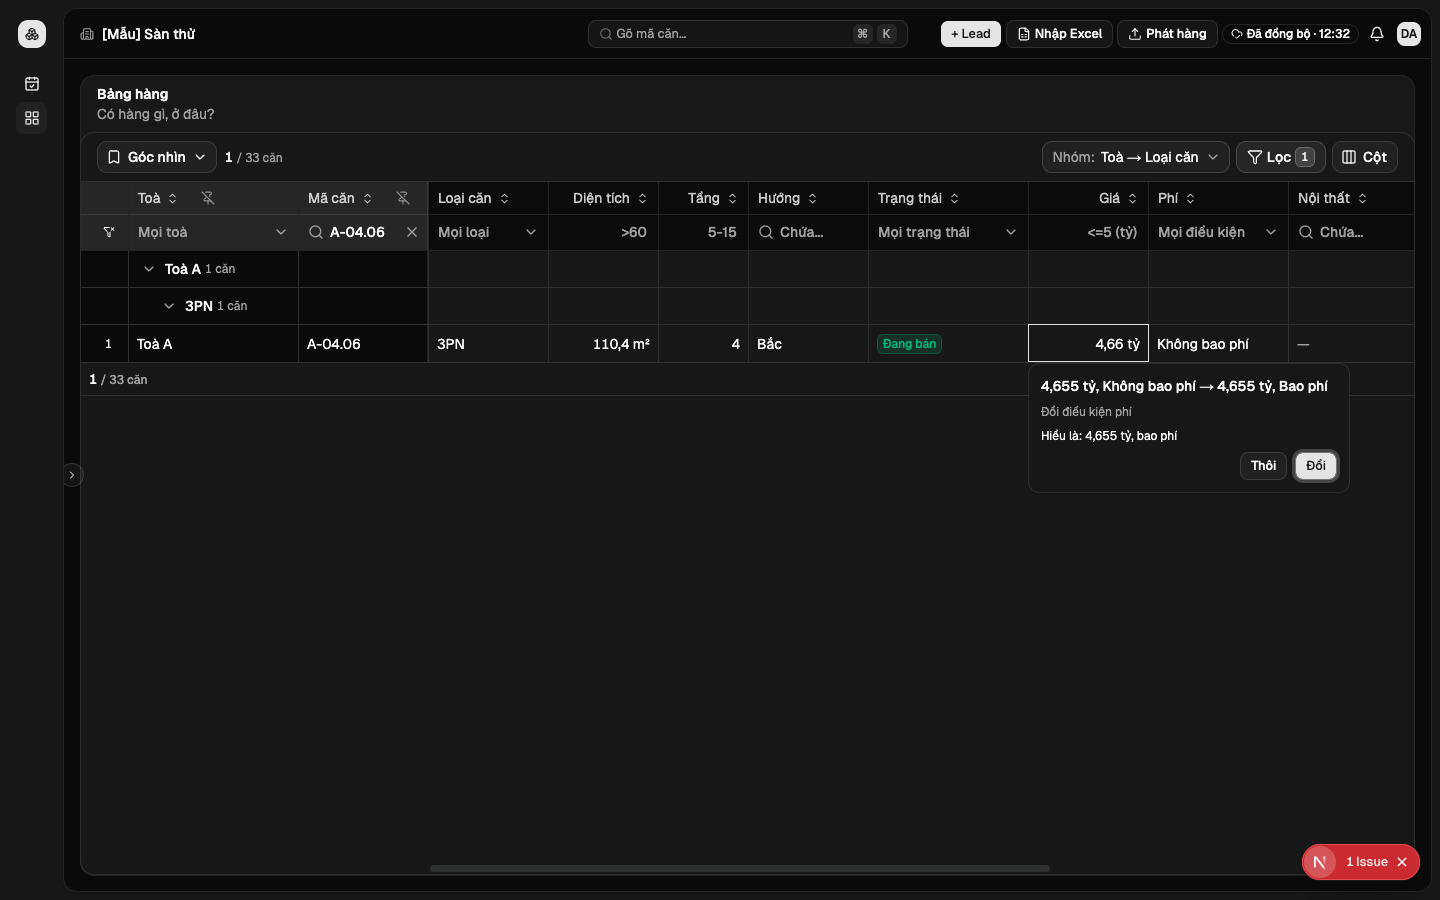 [Mẫu] Sàn thử
Gõ mã căn...
⌘ K
+ Lead
Nhập Excel
Phát hàng
Đã đồng bộ · 12:32
DA
Bảng hàng
Có hàng gì, ở đâu?
Góc nhìn
1 / 33 căn
Nhóm: Toà → Loại căn
Lọc 1
Cột
Toà Mã căn Loại căn Diện tích Tầng Hướng Trạng thái Giá Phí Nội thất
Mọi toà A-04.06 Mọi loại >60 5-15 Chứa... Mọi trạng thái <=5 (tỷ) Mọi điều kiện Chứa...
Toà A 1 căn
3PN 1 căn
1 Toà A A-04.06 3PN 110,4 m² 4 Bắc Đang bán 4,66 tỷ Không bao phí —
1 / 33 căn
4,655 tỷ, Không bao phí → 4,655 tỷ, Bao phí
Đổi điều kiện phí
Hiểu là: 4,655 tỷ, bao phí
Thôi Đổi
N 1 Issue